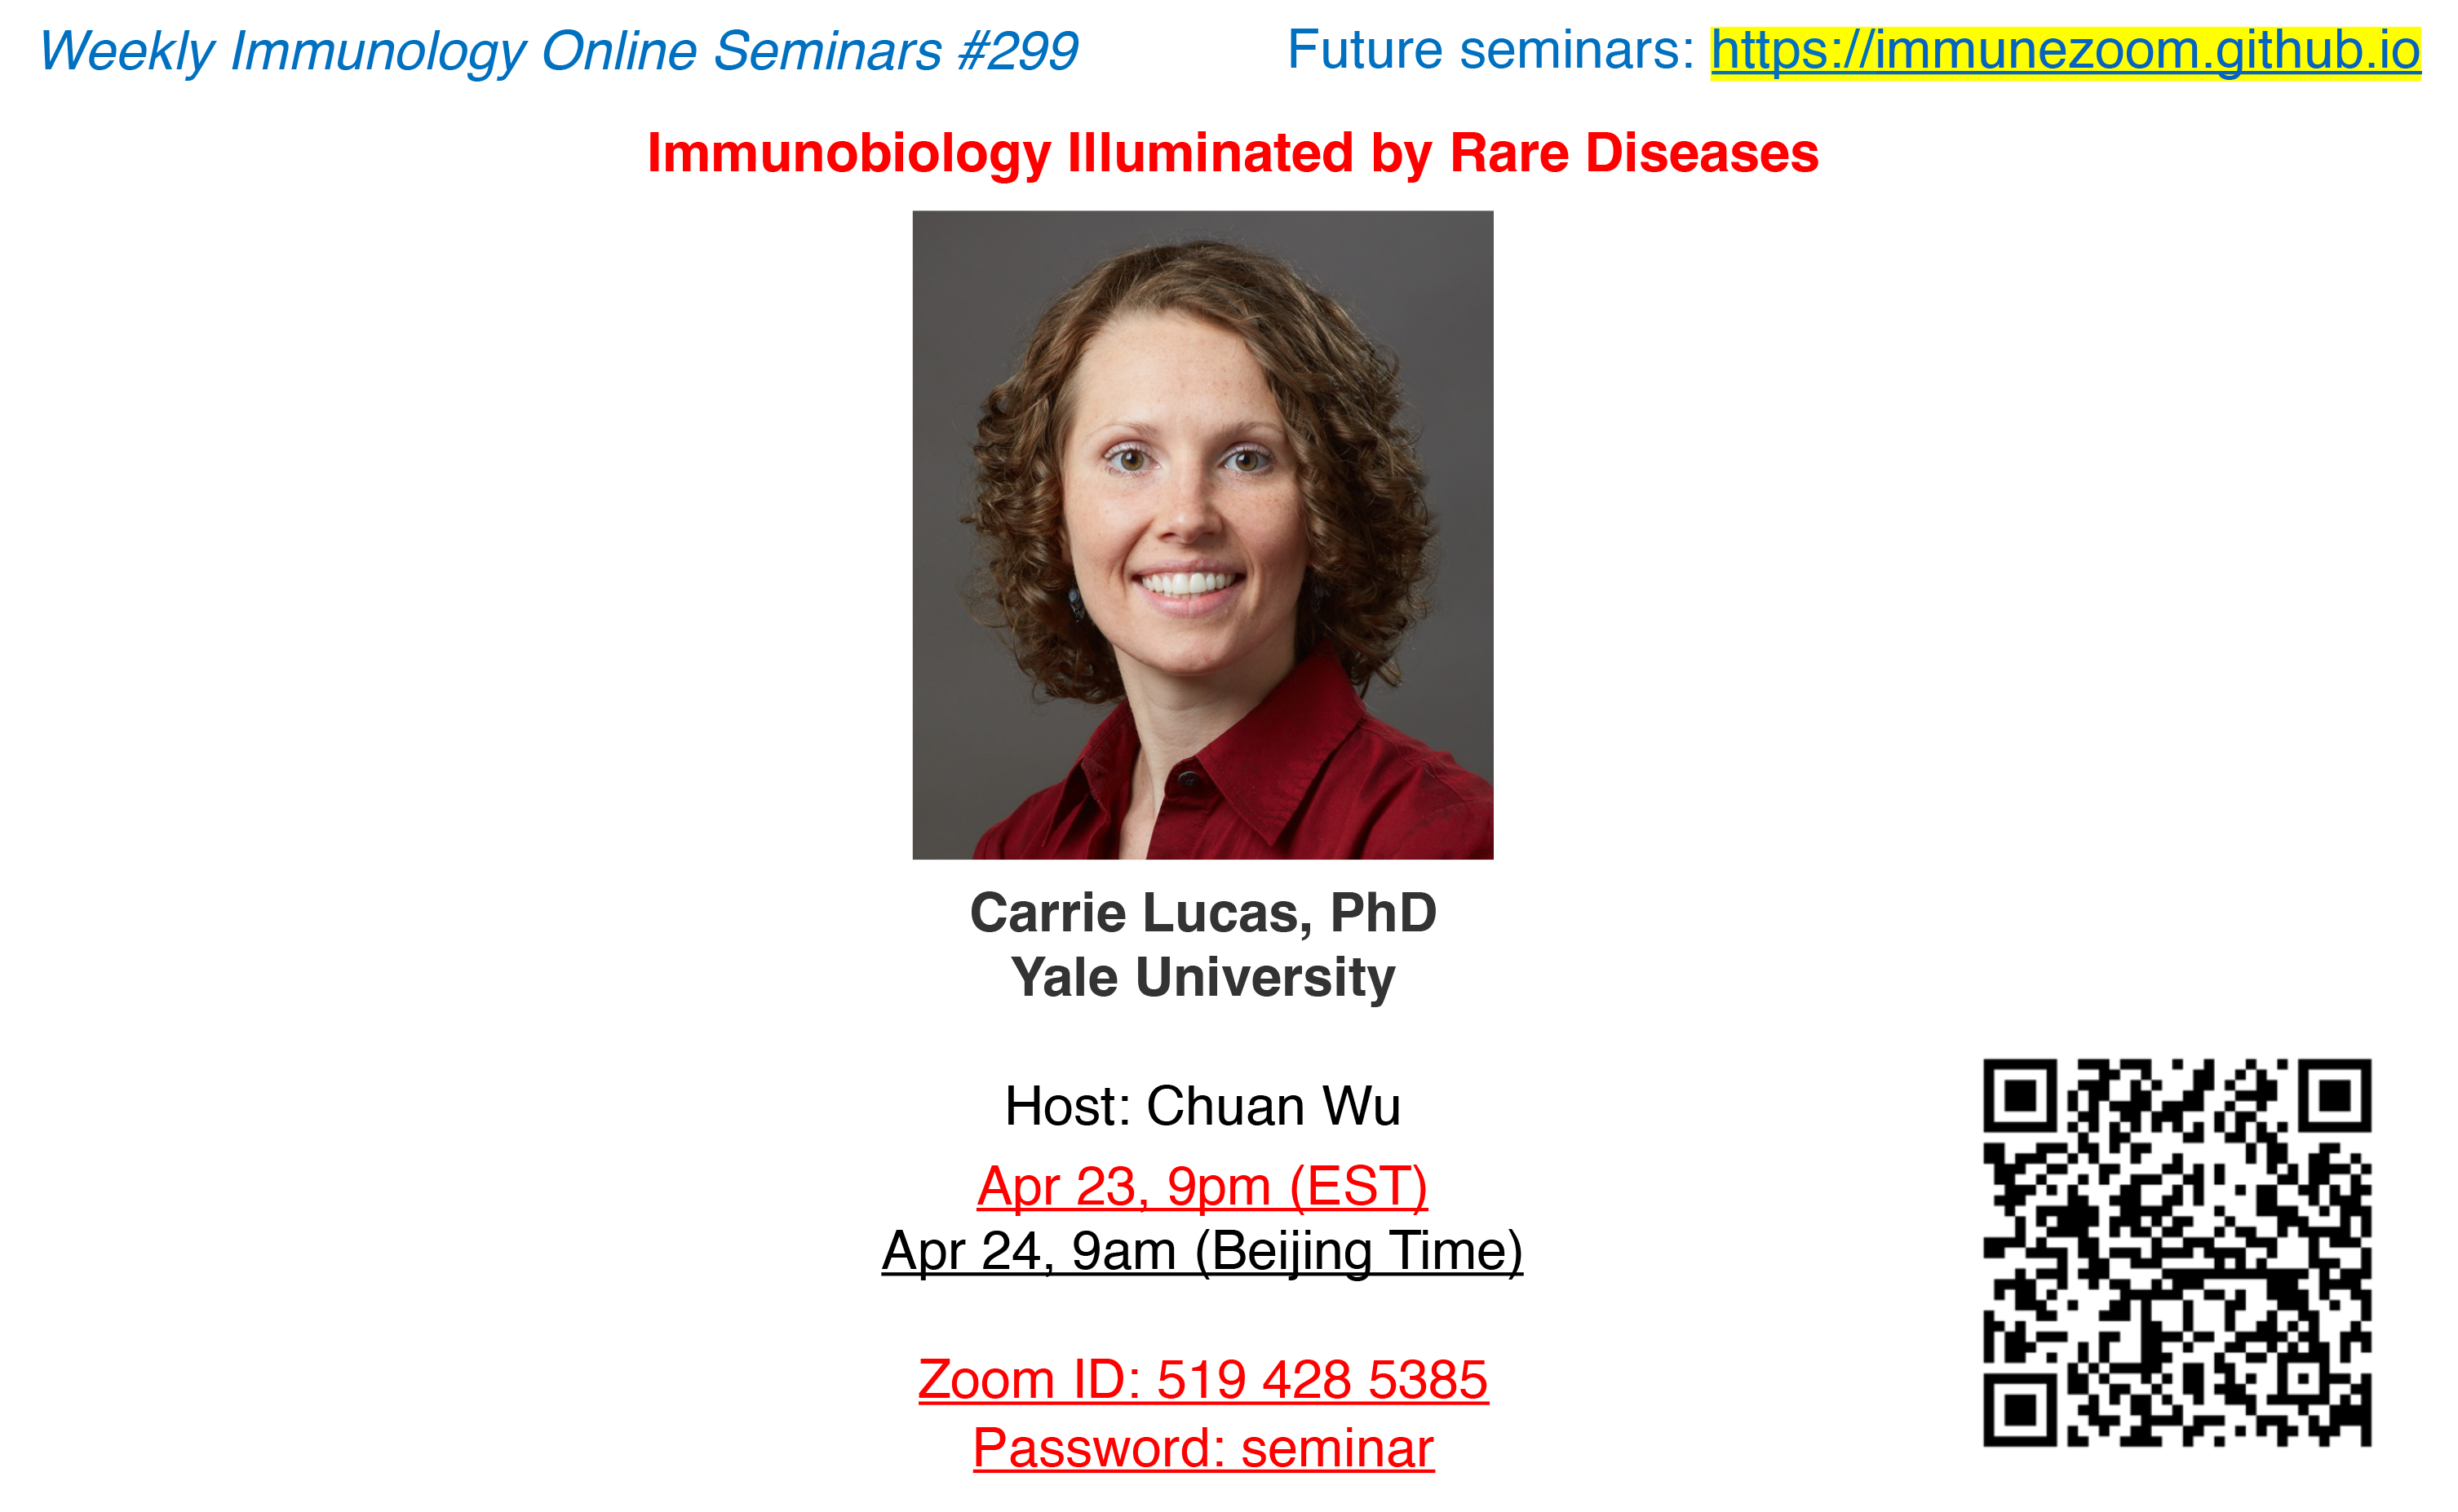 Weekly Immunology Online Seminars #299
Future seminars: https://immunezoom.github.io
Immunobiology Illuminated by Rare Diseases
Carrie Lucas, PhD
Yale University
Host: Chuan Wu
Apr 23, 9pm (EST)
Apr 24, 9am (Beijing Time)
Zoom ID: 519 428 5385
Password: seminar